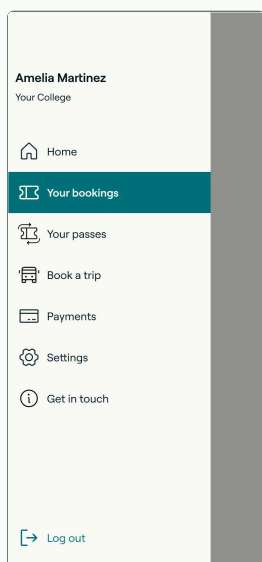 Amelia Martinez
Your College
Home
Your bookings
Your passes
Book a trip
Payments
Settings
Get in touch
Log out